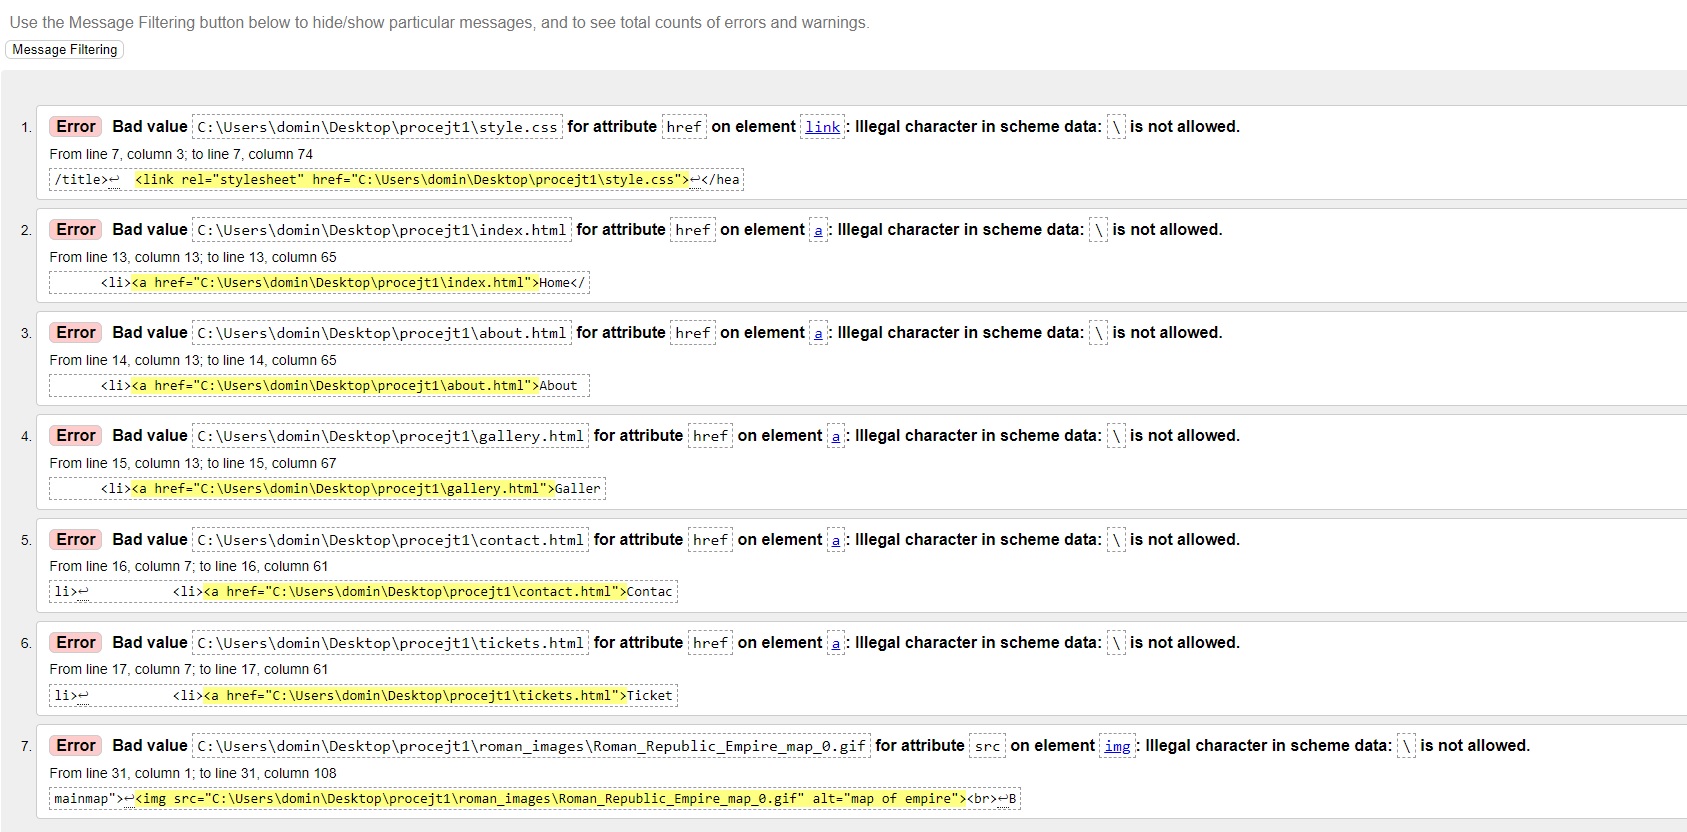 Use the Message Filtering button below to hide/show particular messages, and to see total counts of errors and warnings.
Message Filtering
1. Error Bad value C:\Users\domin\Desktop\procejt1\style.css for attribute href on element link: Illegal character in scheme data: \ is not allowed.
From line 7, column 3; to line 7, column 74
/title>↩ <link rel="stylesheet" href="C:\Users\domin\Desktop\procejt1\style.css">↩</hea
2. Error Bad value C:\Users\domin\Desktop\procejt1\index.html for attribute href on element a: Illegal character in scheme data: \ is not allowed.
From line 13, column 13; to line 13, column 65
<li><a href="C:\Users\domin\Desktop\procejt1\index.html">Home</
3. Error Bad value C:\Users\domin\Desktop\procejt1\about.html for attribute href on element a: Illegal character in scheme data: \ is not allowed.
From line 14, column 13; to line 14, column 65
<li><a href="C:\Users\domin\Desktop\procejt1\about.html">About
4. Error Bad value C:\Users\domin\Desktop\procejt1\gallery.html for attribute href on element a: Illegal character in scheme data: \ is not allowed.
From line 15, column 13; to line 15, column 67
<li><a href="C:\Users\domin\Desktop\procejt1\gallery.html">Galler
5. Error Bad value C:\Users\domin\Desktop\procejt1\contact.html for attribute href on element a: Illegal character in scheme data: \ is not allowed.
From line 16, column 7; to line 16, column 61
li>↩ <li><a href="C:\Users\domin\Desktop\procejt1\contact.html">Contac
6. Error Bad value C:\Users\domin\Desktop\procejt1\tickets.html for attribute href on element a: Illegal character in scheme data: \ is not allowed.
From line 17, column 7; to line 17, column 61
li>↩ <li><a href="C:\Users\domin\Desktop\procejt1\tickets.html">Ticket
7. Error Bad value C:\Users\domin\Desktop\procejt1\roman_images\Roman_Republic_Empire_map_0.gif for attribute src on element img: Illegal character in scheme data: \ is not allowed.
From line 31, column 1; to line 31, column 108
mainmap">↩<img src="C:\Users\domin\Desktop\procejt1\roman_images\Roman_Republic_Empire_map_0.gif" alt="map of empire"><br>↩B